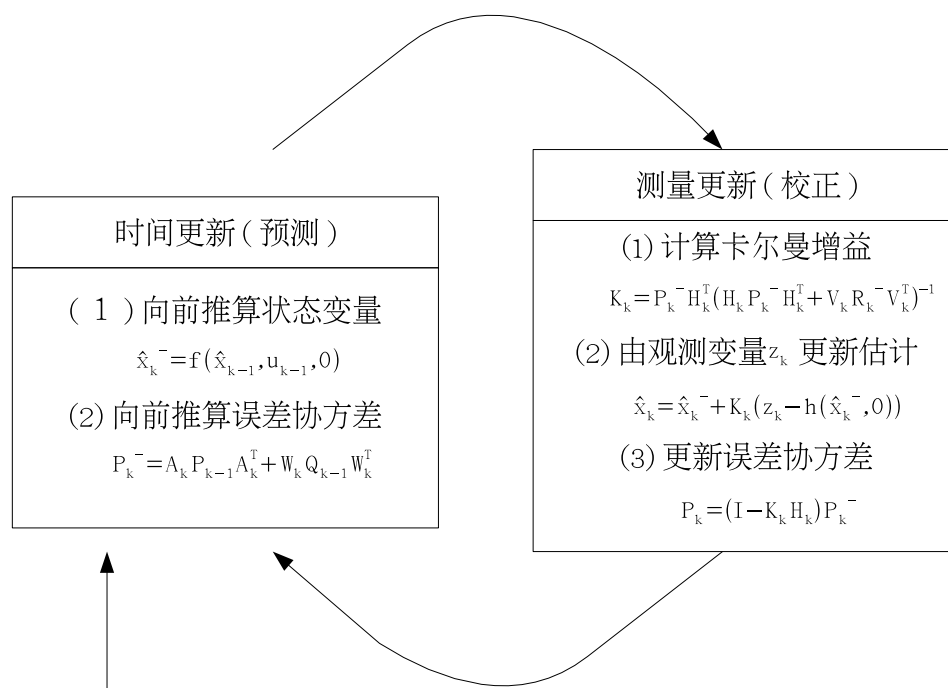 时间更新(预测)
(1)向前推算状态变量
x̂ₖ⁻=f(x̂ₖ₋₁,uₖ₋₁,0)
(2)向前推算误差协方差
Pₖ⁻=AₖPₖ₋₁Aₖᵀ+WₖQₖ₋₁Wₖᵀ
测量更新(校正)
(1)计算卡尔曼增益
Kₖ=Pₖ⁻Hₖᵀ(HₖPₖ⁻Hₖᵀ+VₖRₖ⁻Vₖᵀ)⁻¹
(2)由观测变量zₖ更新估计
x̂ₖ=x̂ₖ⁻+Kₖ(zₖ−h(x̂ₖ⁻,0))
(3)更新误差协方差
Pₖ=(I−KₖHₖ)Pₖ⁻